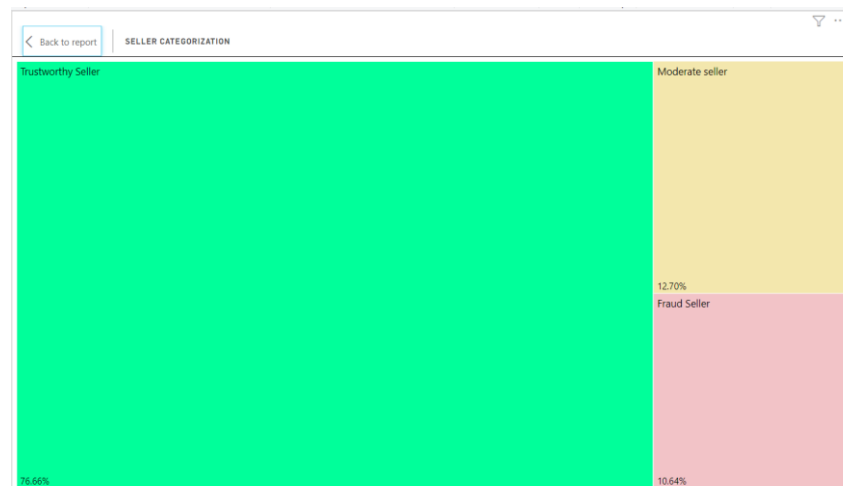 Back to report
SELLER CATEGORIZATION
Trustworthy Seller
76.66%
Moderate seller
12.70%
Fraud Seller
10.64%